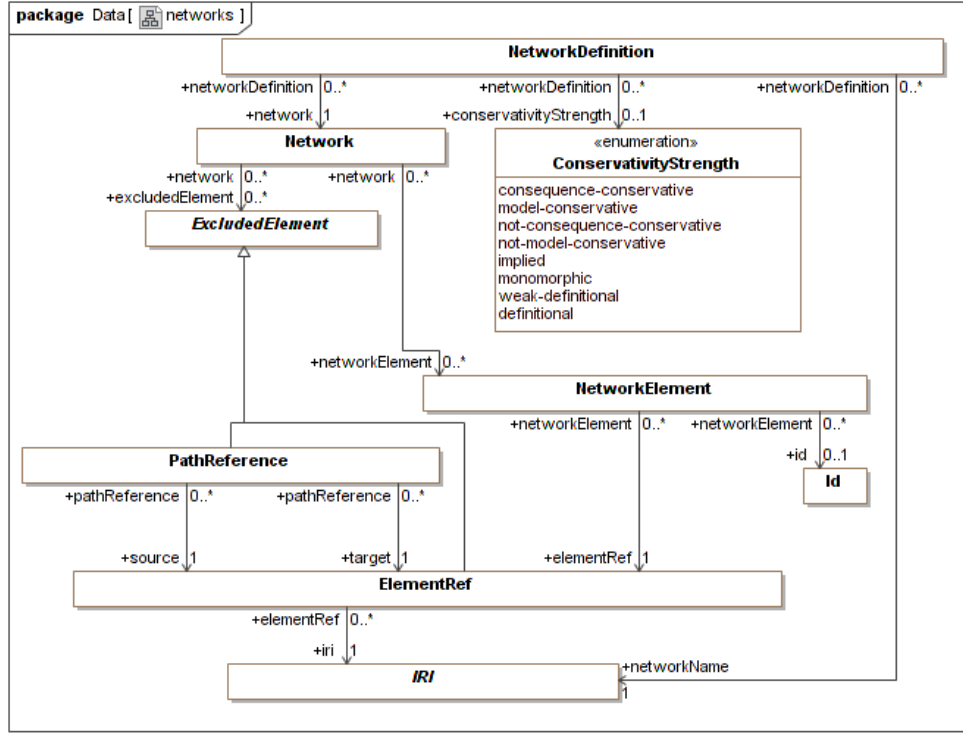 package Data[ networks ]
NetworkDefinition
+networkDefinition 0..* +networkDefinition 0..* +networkDefinition 0..*
+network 1 +conservativityStrength 0..1
Network
«enumeration»
ConservativityStrength
consequence-conservative
model-conservative
not-consequence-conservative
not-model-conservative
implied
monomorphic
weak-definitional
definitional
+network 0..* +network
+excludedElement 0..*
ExcludedElement
+networkElement 0..*
NetworkElement
+networkElement 0..* +networkElement 0..*
+id 0..1
Id
PathReference
+pathReference 0..* +pathReference 0..*
+source 1 +target 1 +elementRef 1
ElementRef
+elementRef 0..*
+iri 1
IRI
+networkName
1